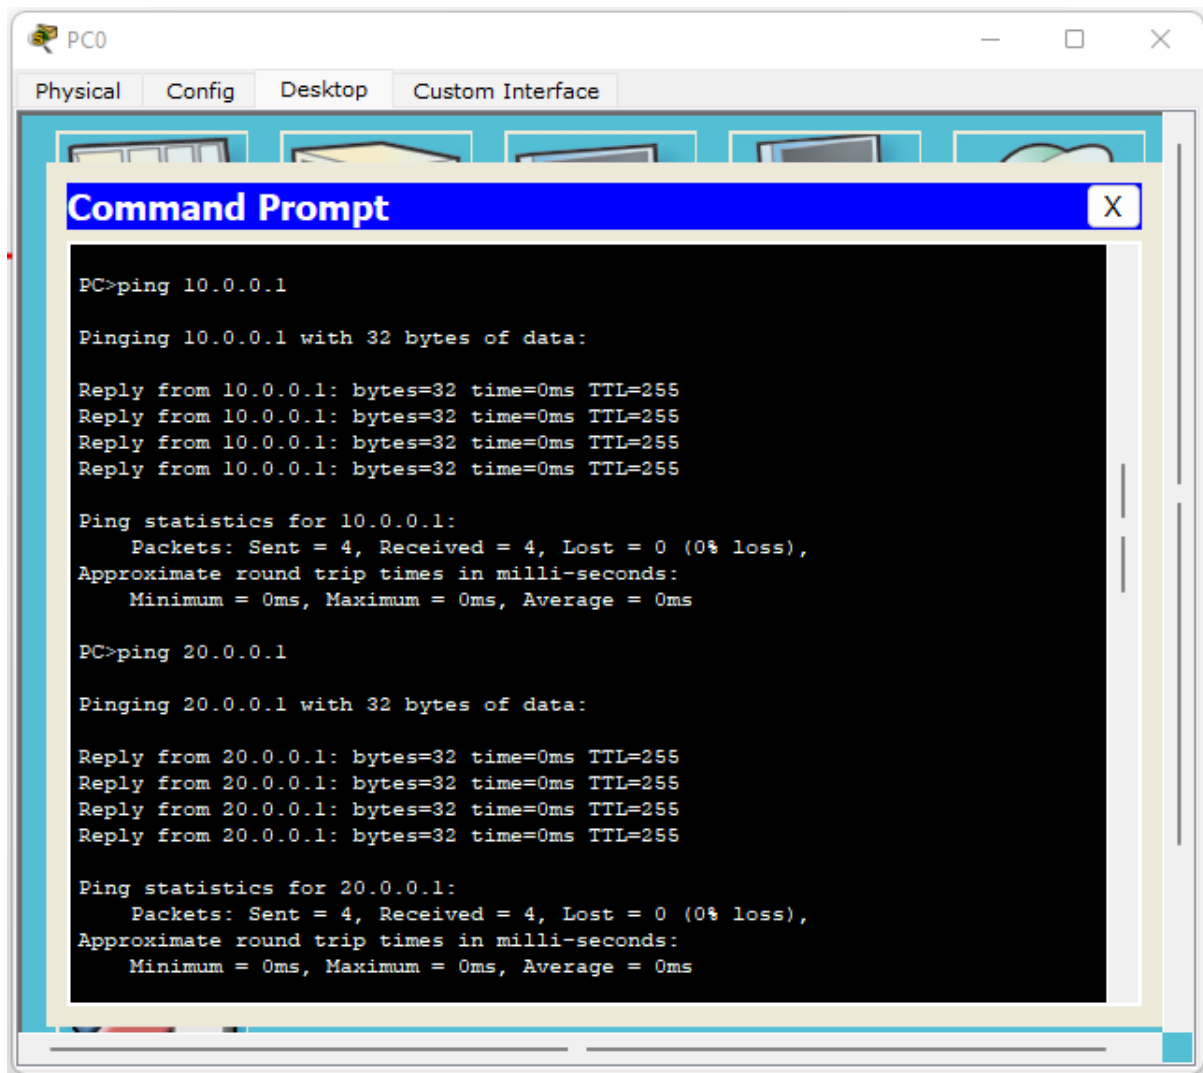 PC0
Physical Config Desktop Custom Interface
Command Prompt X
PC>ping 10.0.0.1
Pinging 10.0.0.1 with 32 bytes of data:
Reply from 10.0.0.1: bytes=32 time=0ms TTL=255
Reply from 10.0.0.1: bytes=32 time=0ms TTL=255
Reply from 10.0.0.1: bytes=32 time=0ms TTL=255
Reply from 10.0.0.1: bytes=32 time=0ms TTL=255
Ping statistics for 10.0.0.1:
Packets: Sent = 4, Received = 4, Lost = 0 (0% loss),
Approximate round trip times in milli-seconds:
Minimum = 0ms, Maximum = 0ms, Average = 0ms
PC>ping 20.0.0.1
Pinging 20.0.0.1 with 32 bytes of data:
Reply from 20.0.0.1: bytes=32 time=0ms TTL=255
Reply from 20.0.0.1: bytes=32 time=0ms TTL=255
Reply from 20.0.0.1: bytes=32 time=0ms TTL=255
Reply from 20.0.0.1: bytes=32 time=0ms TTL=255
Ping statistics for 20.0.0.1:
Packets: Sent = 4, Received = 4, Lost = 0 (0% loss),
Approximate round trip times in milli-seconds:
Minimum = 0ms, Maximum = 0ms, Average = 0ms